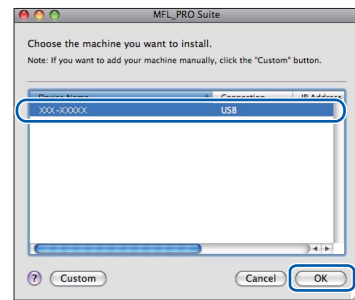 MFL_PRO Suite
Choose the machine you want to install.
Note: If you want to add your machine manually, click the "Custom" button.
Device Name Connection IP Address
XXX-XXXXX USB
? Custom Cancel OK